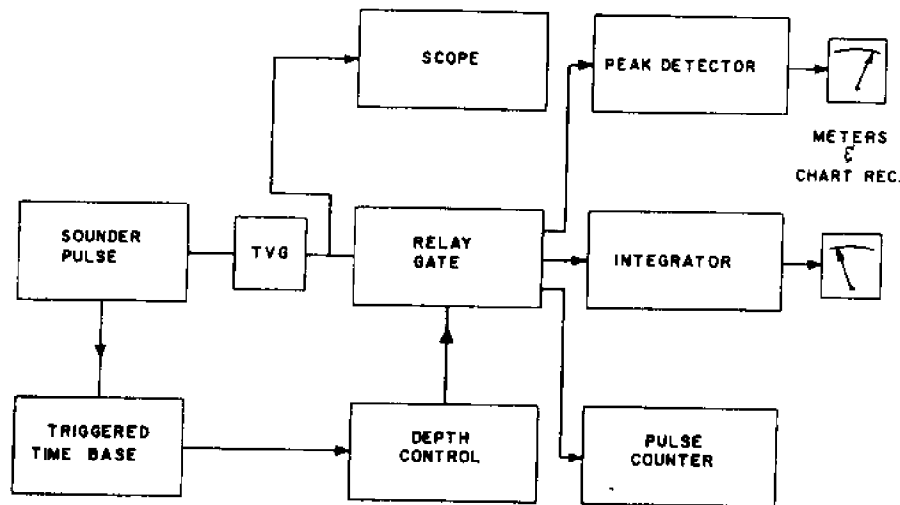 SCOPE
PEAK DETECTOR
METERS
&
CHART REC.
SOUNDER
PULSE
TVG
RELAY
GATE
INTEGRATOR
TRIGGERED
TIME BASE
DEPTH
CONTROL
PULSE
COUNTER